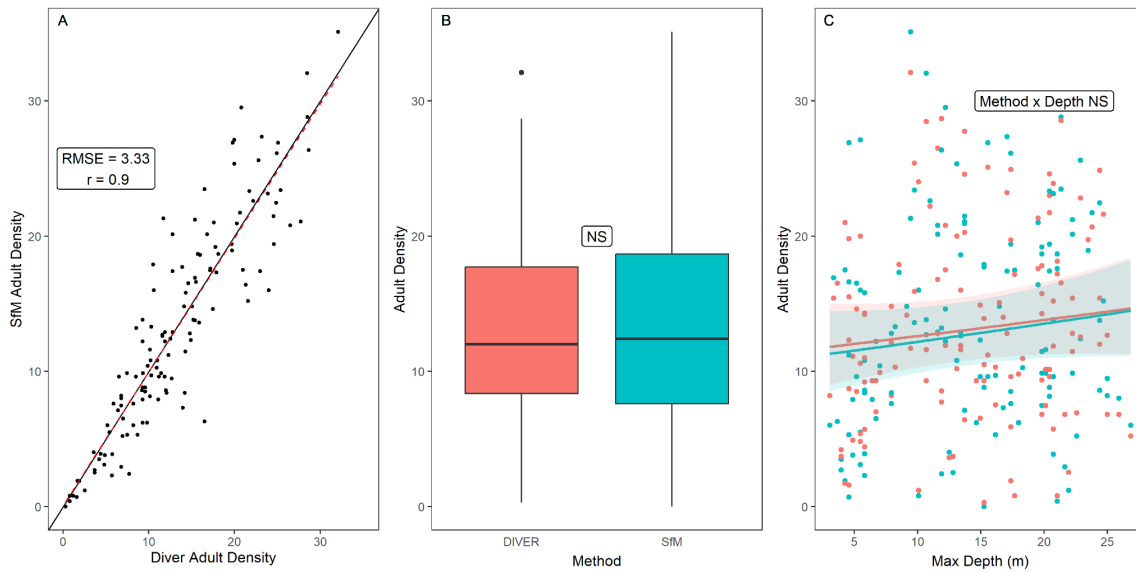 A
SfM Adult Density
30
20
10
0
RMSE = 3.33
r = 0.9
0
10
20
30
Diver Adult Density
B
Adult Density
30
20
10
0
NS
DIVER
SfM
Method
C
Adult Density
30
20
10
0
Method x Depth NS
5
10
15
20
25
Max Depth (m)